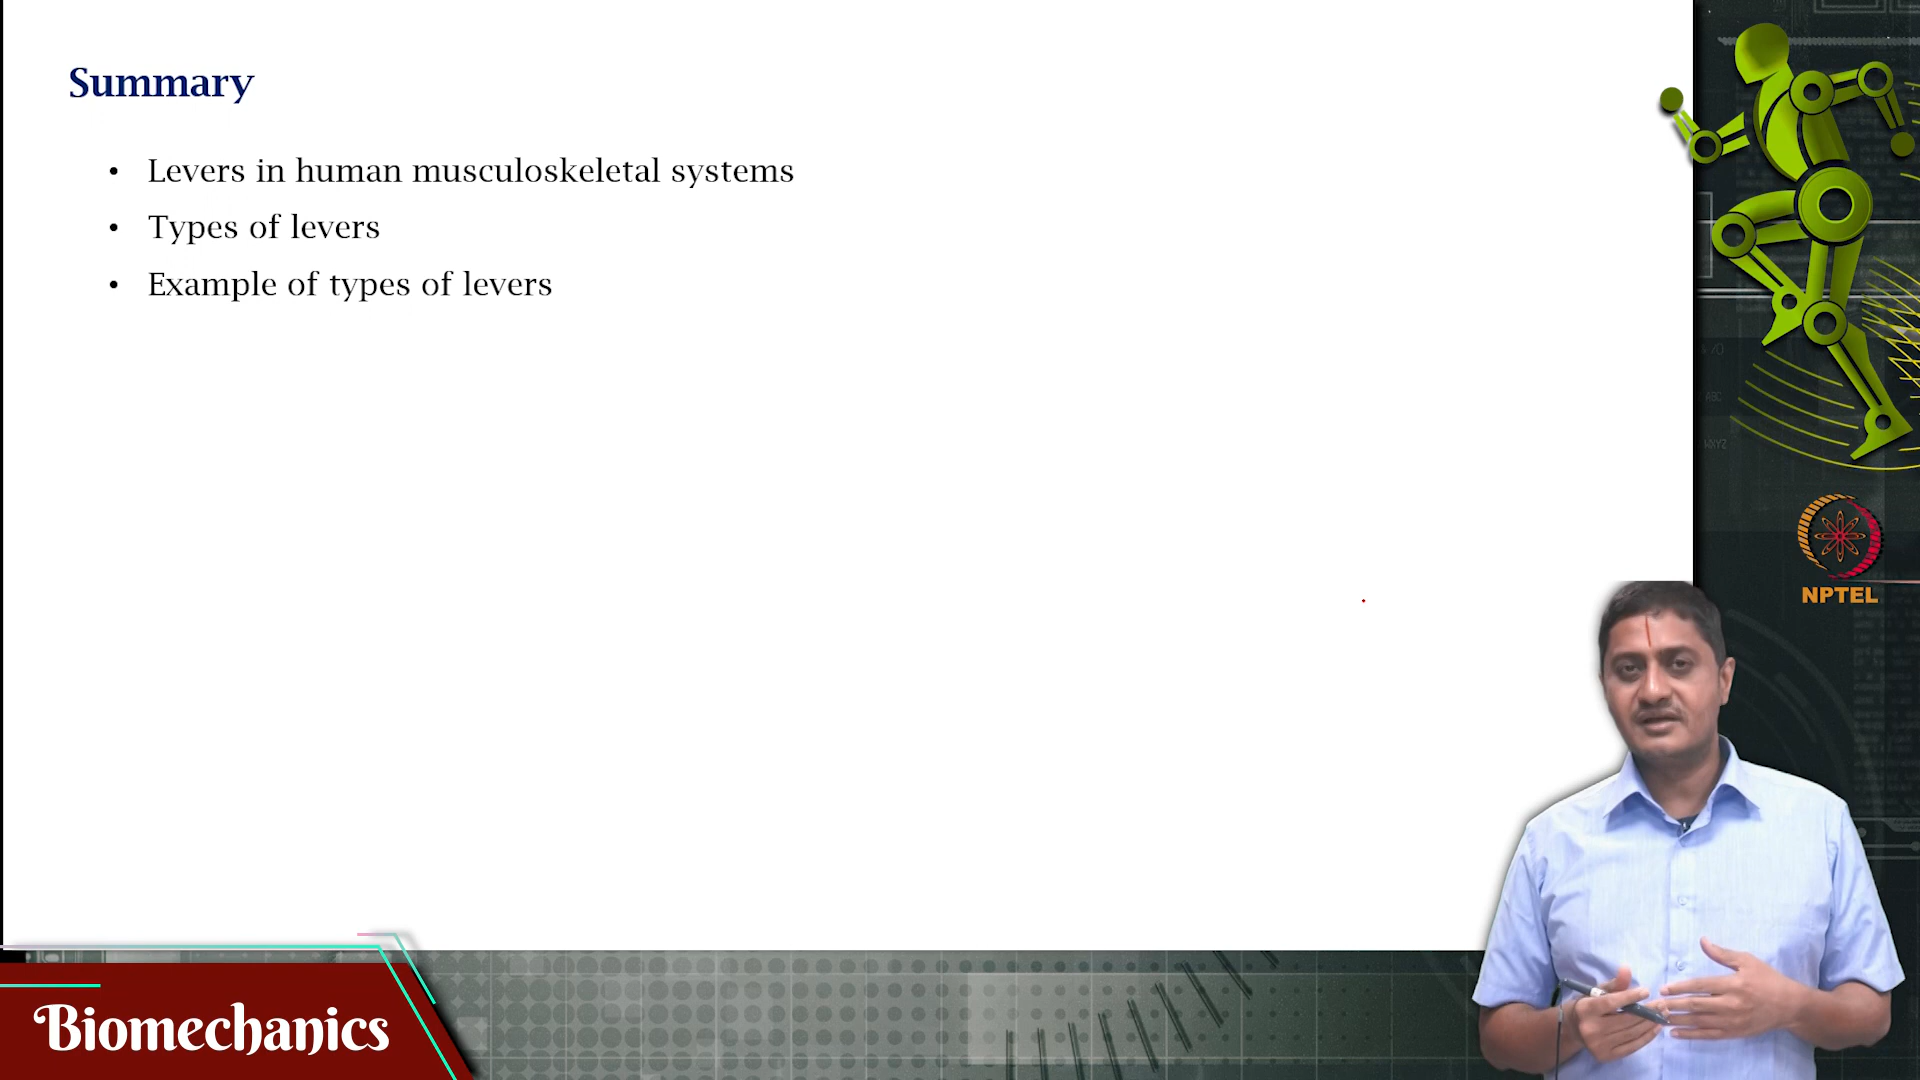 Summary
• Levers in human musculoskeletal systems
• Types of levers
• Example of types of levers
NPTEL
Biomechanics